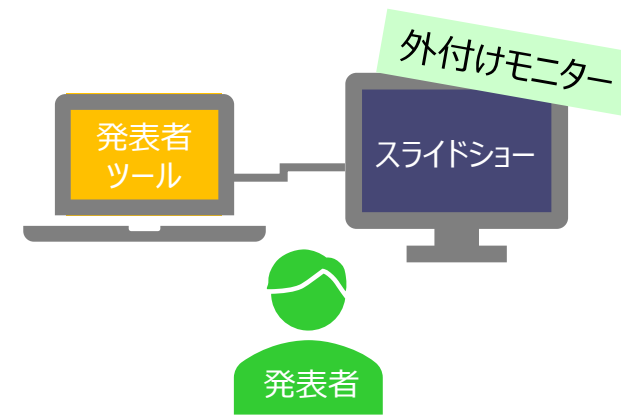 外付けモニター
発表者
ツール
スライドショー
発表者